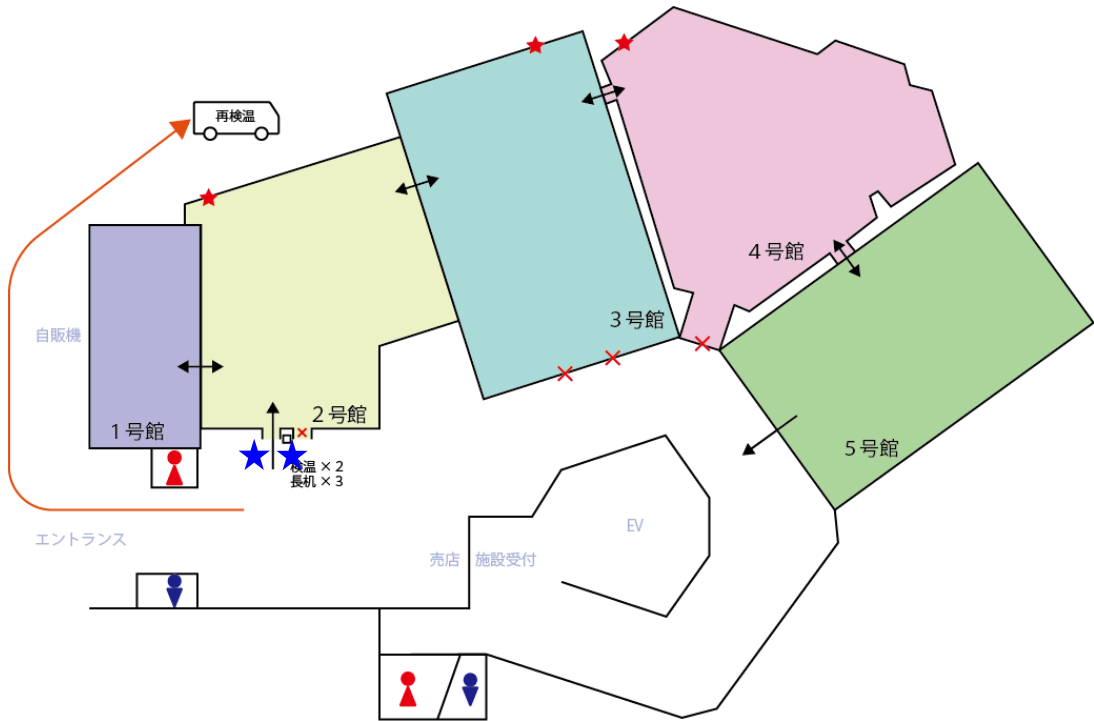 再検温
4号館
3号館
自販機
2号館
1号館
5号館
検温×2
長机×3
エントランス
売店
施設受付
EV